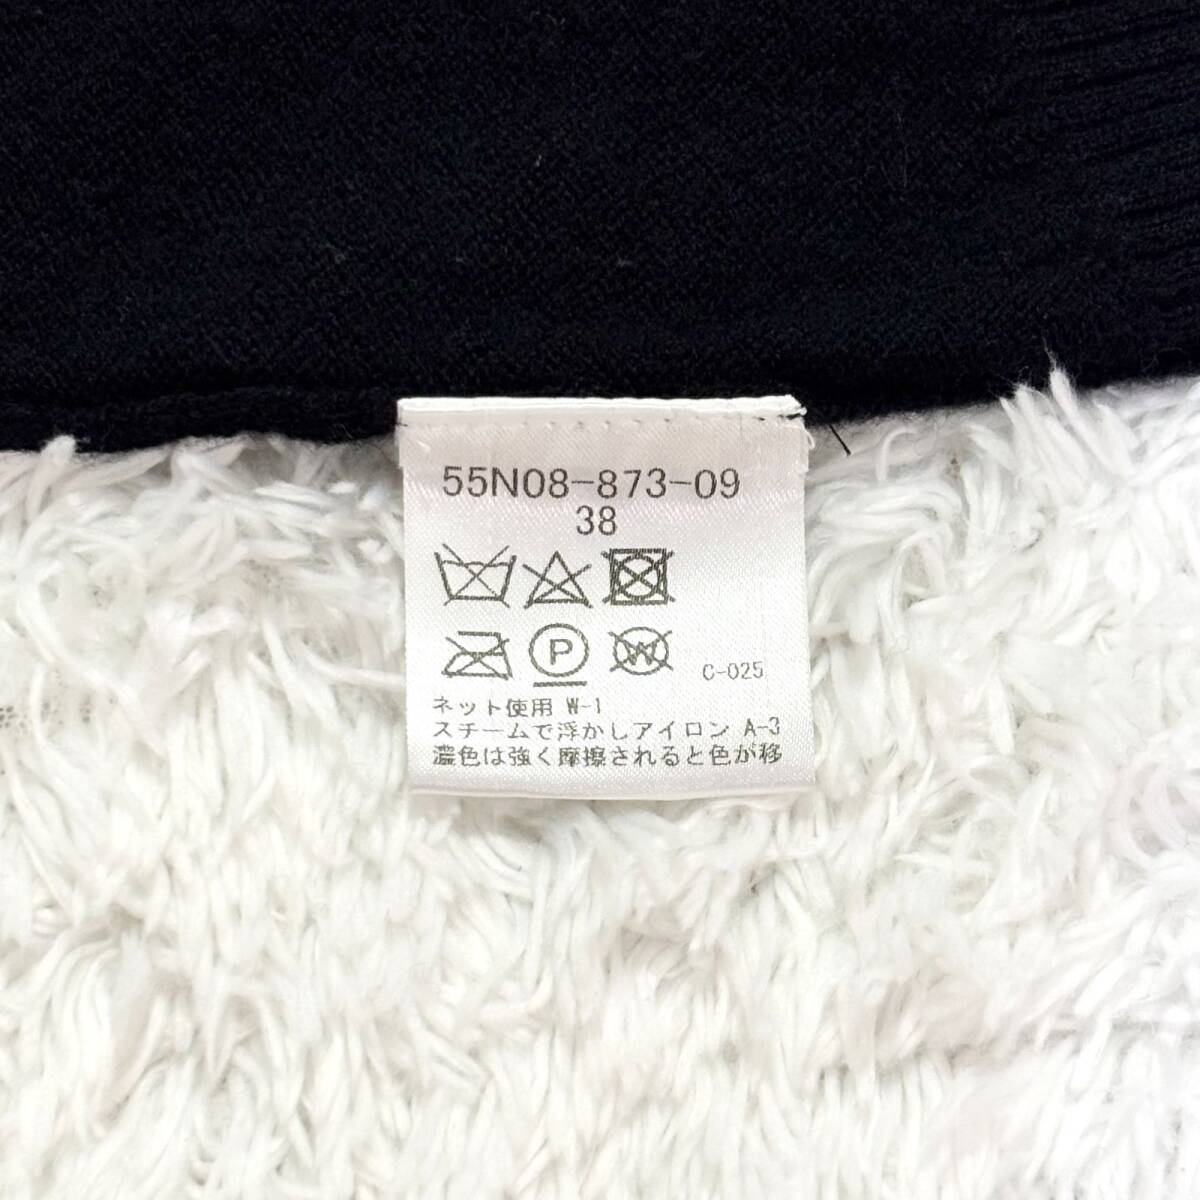 55N08-873-09
38
P W
C-025
ネット使用 W-1
スチームで浮かしアイロン A-3
濃色は強く摩擦されると色が移